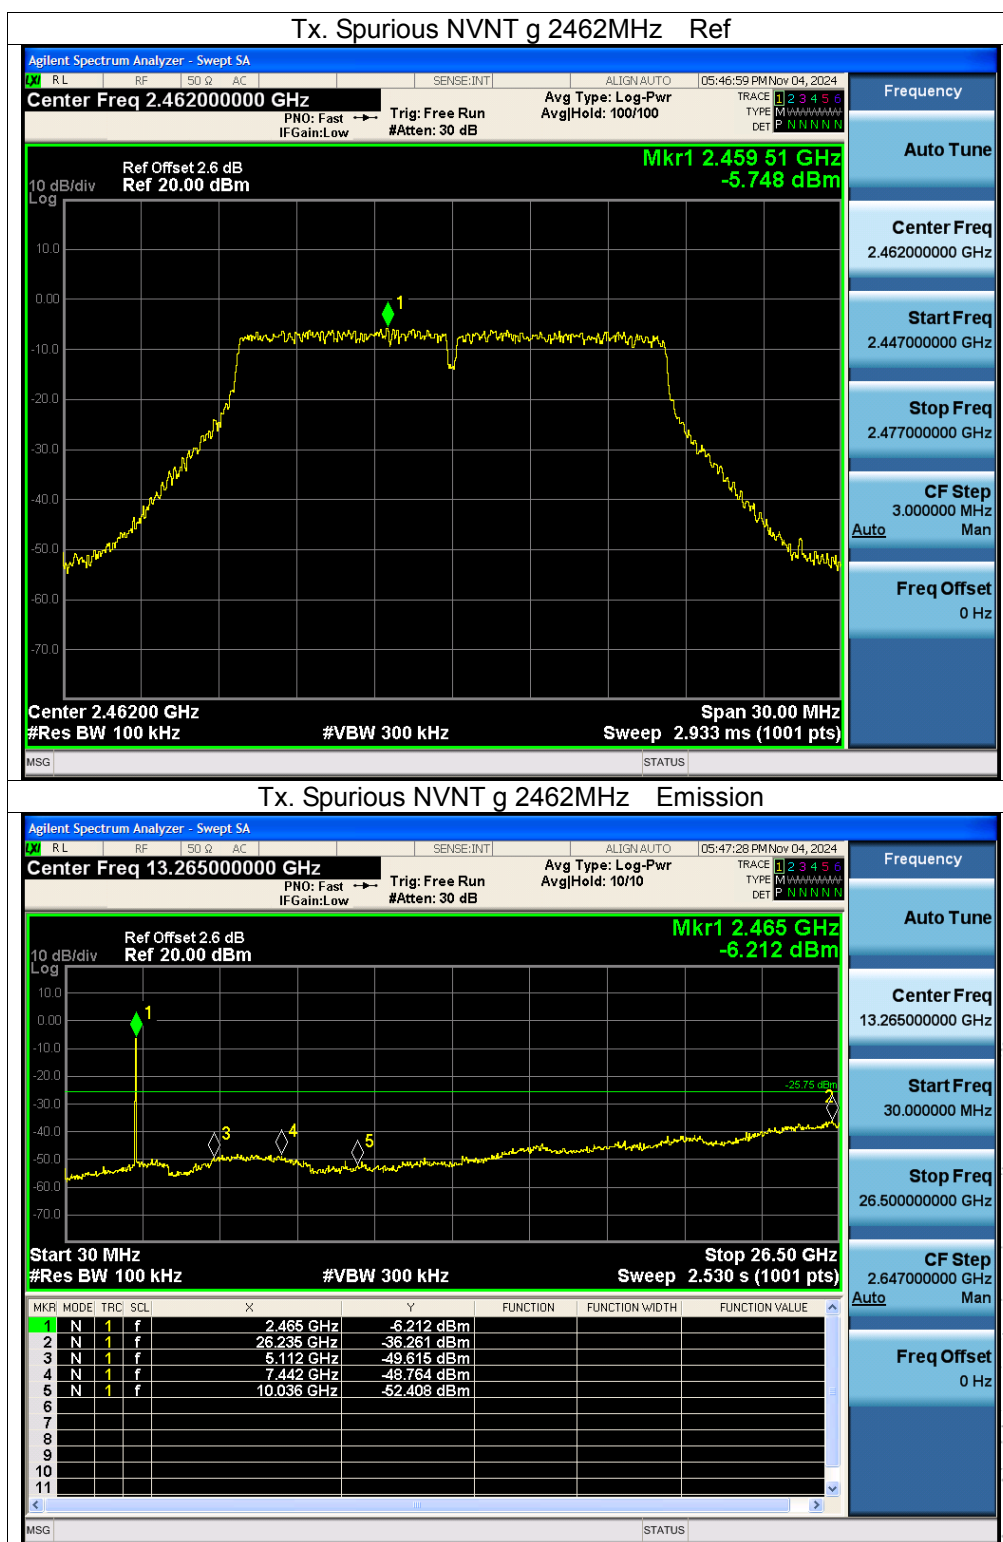 Tx. Spurious NVNT g 2462MHz Ref
Agilent Spectrum Analyzer - Swept SA
LXI RL RF 50 Ω AC SENSE:INT ALIGN AUTO 05:46:59 PM Nov 04, 2024
Center Freq 2.462000000 GHz
PNO: Fast
IFGain:Low
Trig: Free Run
#Atten: 30 dB
Avg Type: Log-Pwr
Avg|Hold: 100/100
TRACE 1 2 3 4 5 6
TYPE M
DET P N N N N N
Ref Offset 2.6 dB
Ref 20.00 dBm
10 dB/div
Log
Mkr1 2.459 51 GHz
-5.748 dBm
10.0
0.00
-10.0
-20.0
-30.0
-40.0
-50.0
-60.0
-70.0
1
Center 2.46200 GHz
Span 30.00 MHz
#Res BW 100 kHz
#VBW 300 kHz
Sweep 2.933 ms (1001 pts)
MSG
STATUS
Frequency
Auto Tune
Center Freq
2.462000000 GHz
Start Freq
2.447000000 GHz
Stop Freq
2.477000000 GHz
CF Step
3.000000 MHz
Auto Man
Freq Offset
0 Hz
Tx. Spurious NVNT g 2462MHz Emission
Agilent Spectrum Analyzer - Swept SA
LXI RL RF 50 Ω AC SENSE:INT ALIGN AUTO 05:47:28 PM Nov 04, 2024
Center Freq 13.265000000 GHz
PNO: Fast
IFGain:Low
Trig: Free Run
#Atten: 30 dB
Avg Type: Log-Pwr
Avg|Hold: 10/10
TRACE 1 2 3 4 5 6
TYPE M
DET P N N N N N
Ref Offset 2.6 dB
Ref 20.00 dBm
10 dB/div
Log
Mkr1 2.465 GHz
-6.212 dBm
10.0
0.00
-10.0
-20.0
-30.0
-40.0
-50.0
-60.0
-70.0
1
-25.75 dBm
2
3
4
5
Start 30 MHz
Stop 26.50 GHz
#Res BW 100 kHz
#VBW 300 kHz
Sweep 2.530 s (1001 pts)
MKR MODE TRC SCL X Y FUNCTION FUNCTION WIDTH FUNCTION VALUE
1 N 1 f 2.465 GHz -6.212 dBm
2 N 1 f 26.235 GHz -36.261 dBm
3 N 1 f 5.112 GHz -49.615 dBm
4 N 1 f 7.442 GHz -48.764 dBm
5 N 1 f 10.036 GHz -52.408 dBm
6
7
8
9
10
11
MSG
STATUS
Frequency
Auto Tune
Center Freq
13.265000000 GHz
Start Freq
30.000000 MHz
Stop Freq
26.500000000 GHz
CF Step
2.647000000 GHz
Auto Man
Freq Offset
0 Hz